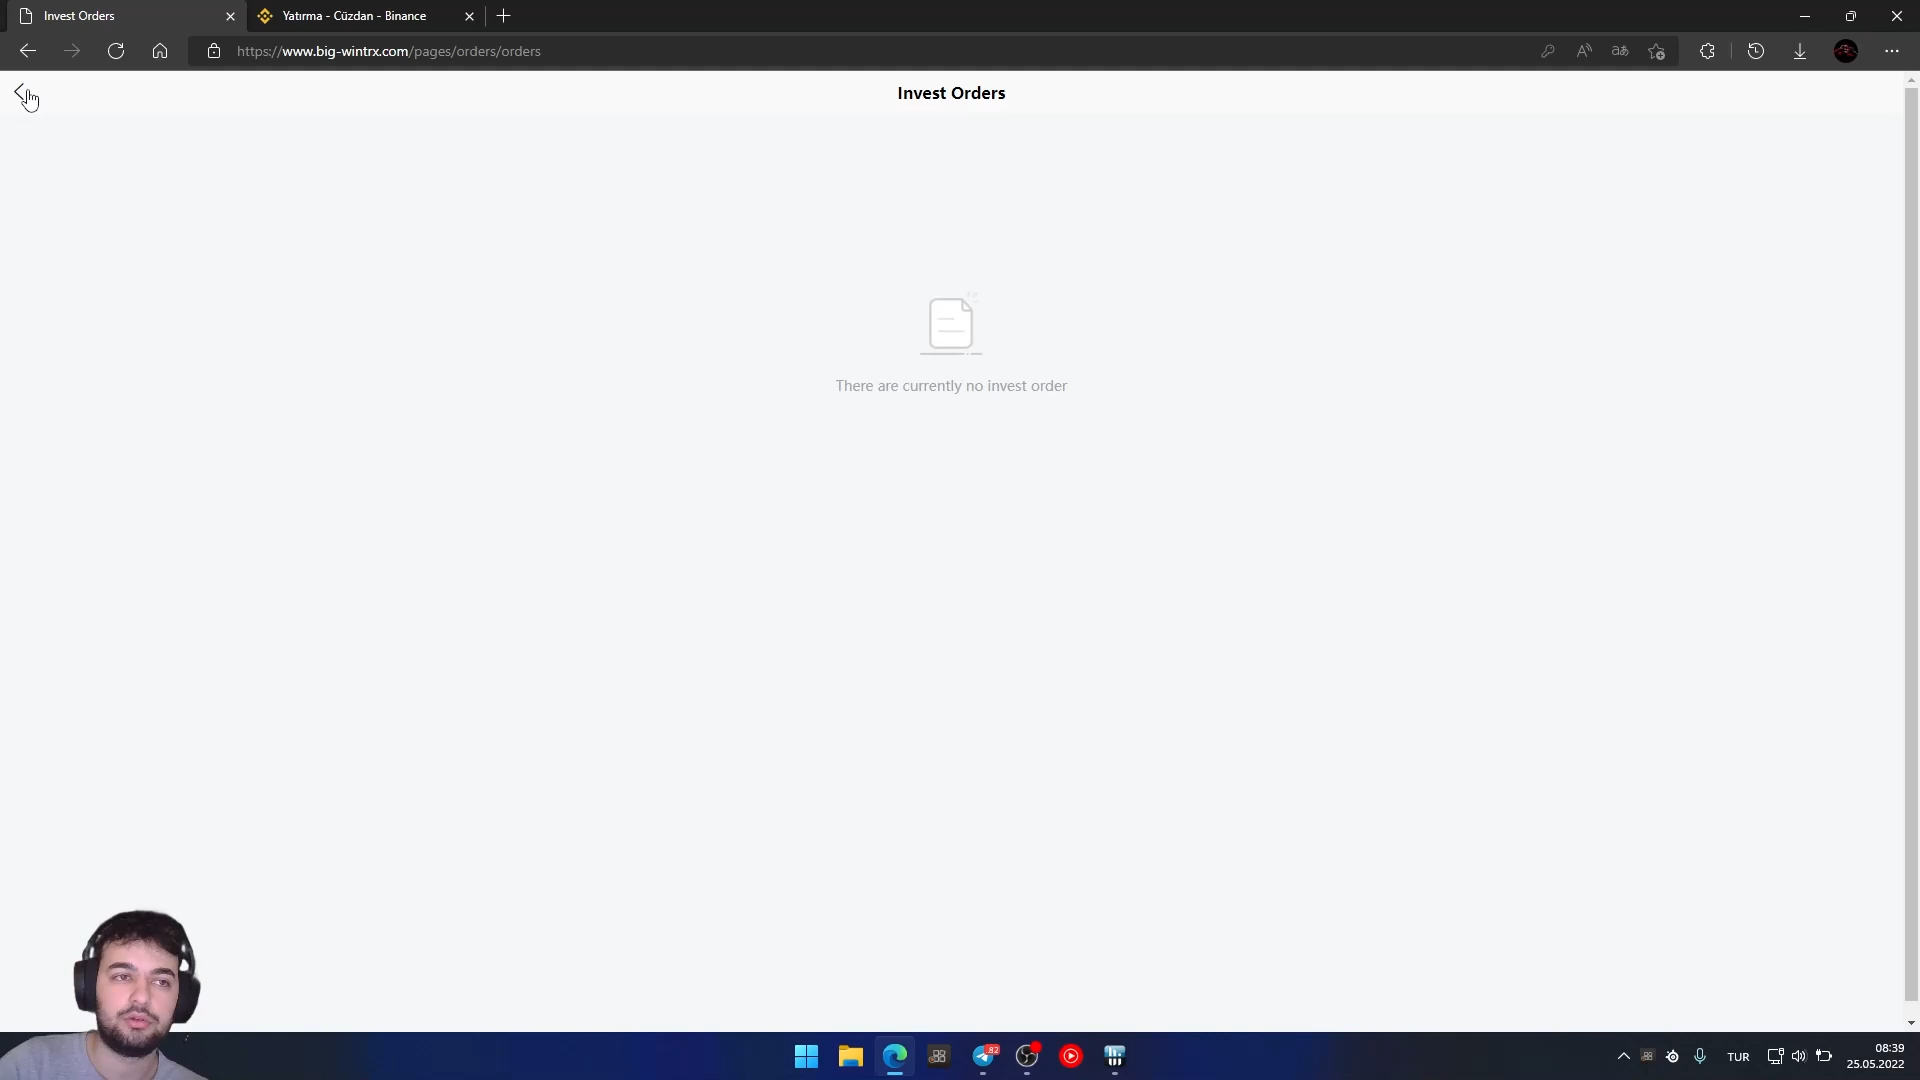 Invest Orders
Yatırma - Cüzdan - Binance
https://www.big-wintrx.com/pages/orders/orders
Invest Orders
There are currently no invest order
82
TUR
08:39
25.05.2022